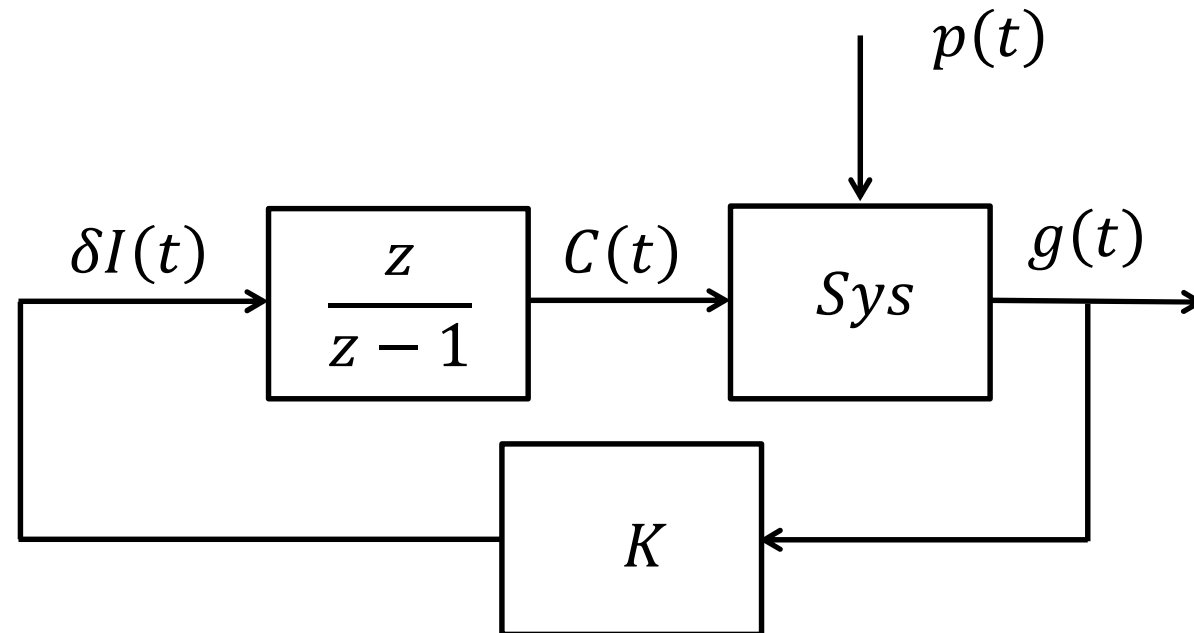 p(t)
δI(t)
z
z − 1
C(t)
Sys
g(t)
K